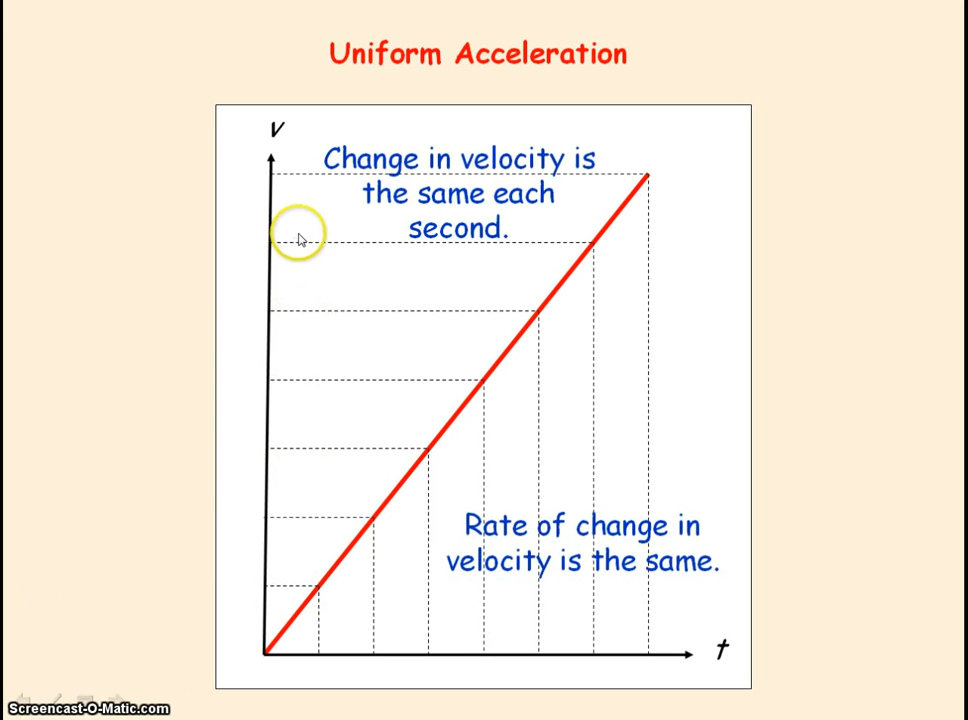 Uniform Acceleration
v
Change in velocity is
the same each
second.
Rate of change in
velocity is the same.
t
Screencast-O-Matic.com